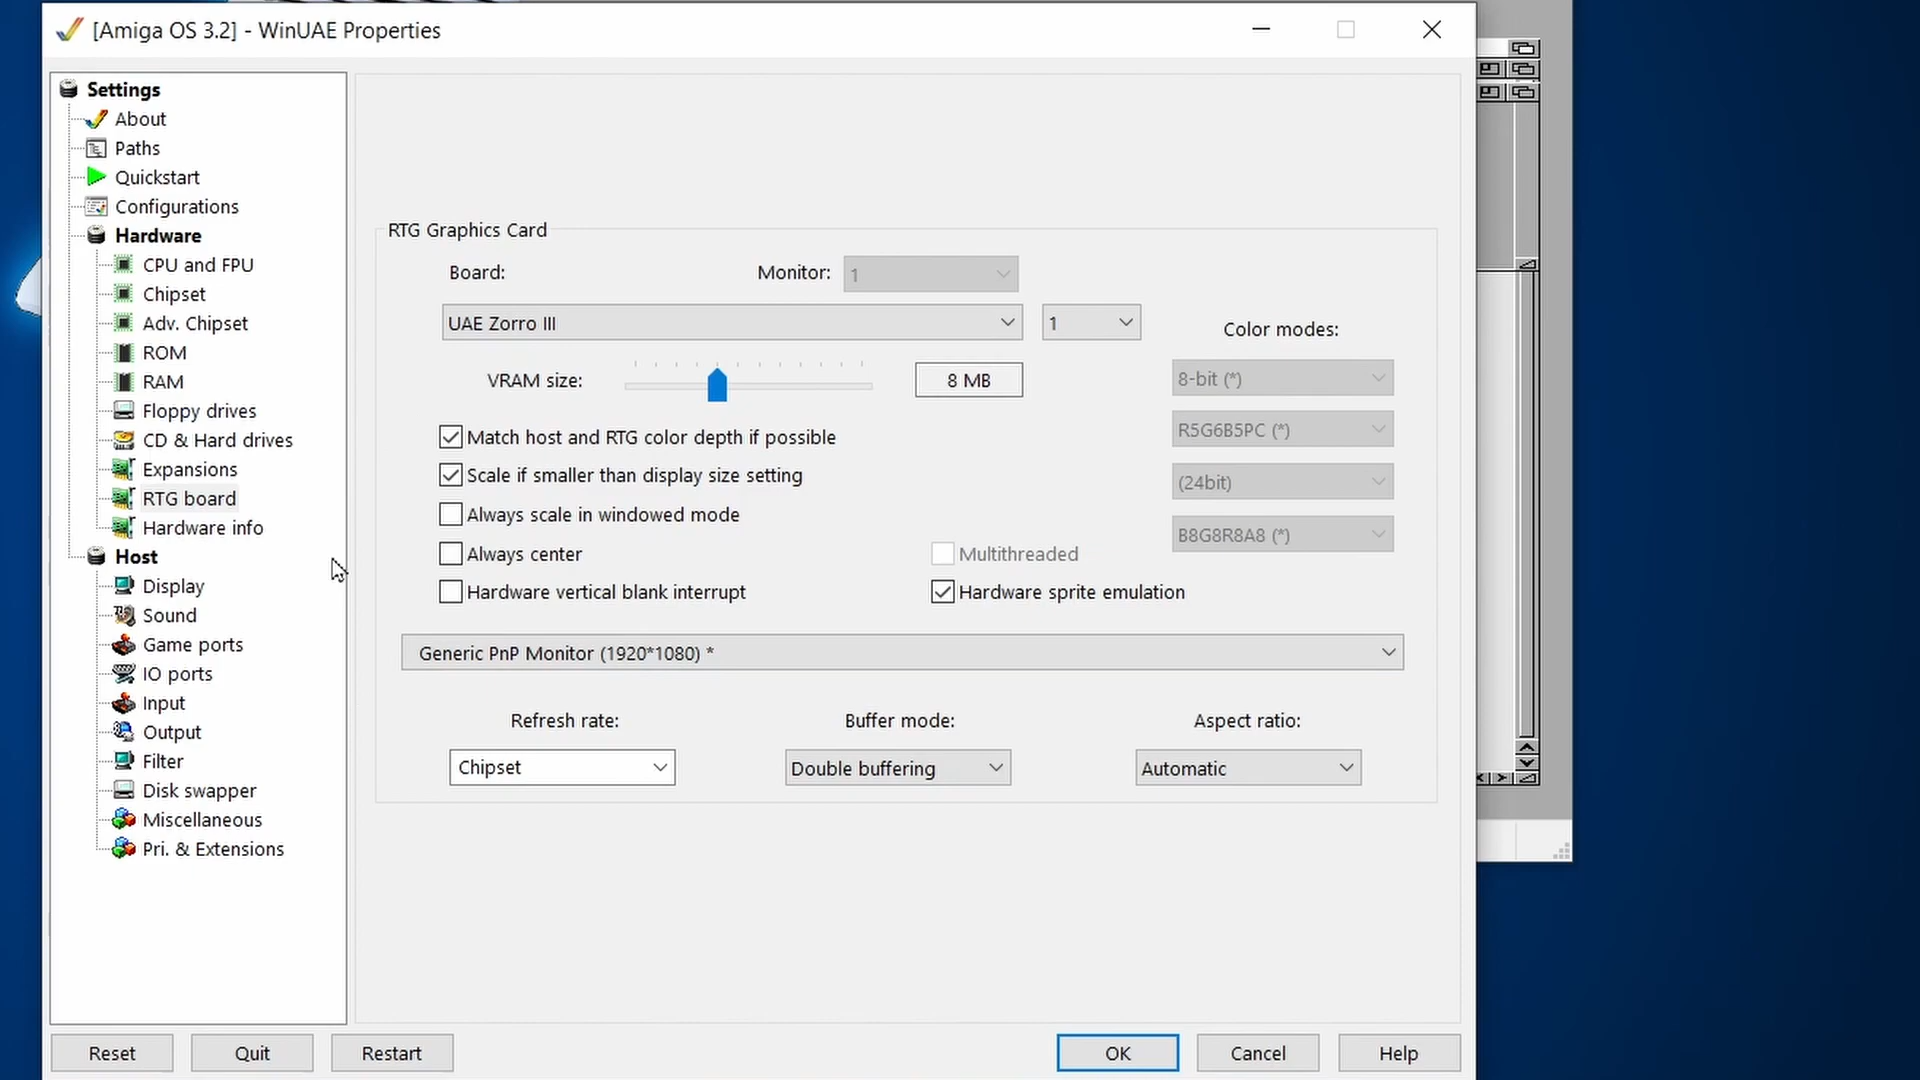 [Amiga OS 3.2] - WinUAE Properties
Settings
About
Paths
Quickstart
Configurations
Hardware
CPU and FPU
Chipset
Adv. Chipset
ROM
RAM
Floppy drives
CD & Hard drives
Expansions
RTG board
Hardware info
Host
Display
Sound
Game ports
IO ports
Input
Output
Filter
Disk swapper
Miscellaneous
Pri. & Extensions
RTG Graphics Card
Board:
Monitor: 1
UAE Zorro III
1
Color modes:
VRAM size:
8 MB
8-bit (*)
R5G6B5PC (*)
(24bit)
B8G8R8A8 (*)
Match host and RTG color depth if possible
Scale if smaller than display size setting
Always scale in windowed mode
Always center
Multithreaded
Hardware vertical blank interrupt
Hardware sprite emulation
Generic PnP Monitor (1920*1080) *
Refresh rate:
Buffer mode:
Aspect ratio:
Chipset
Double buffering
Automatic
Reset
Quit
Restart
OK
Cancel
Help